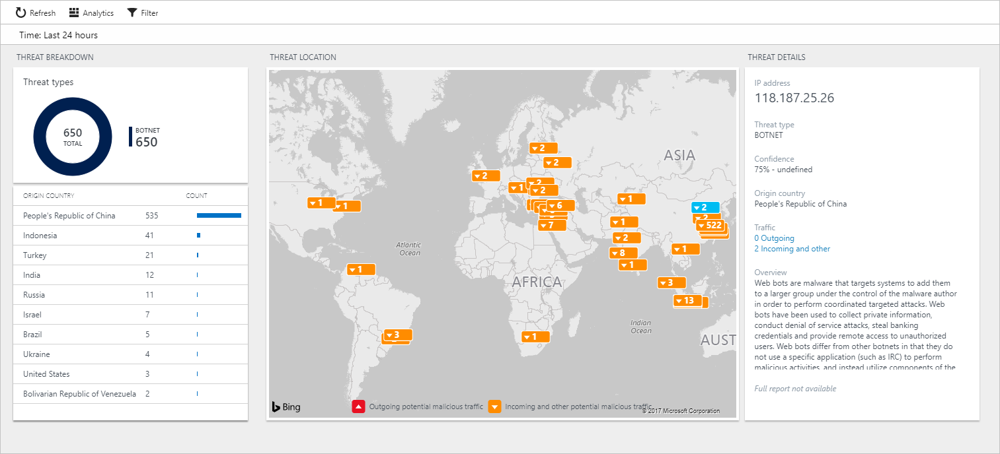 Refresh Analytics Filter
Time: Last 24 hours
THREAT BREAKDOWN
Threat types
650
TOTAL
BOTNET
650
ORIGIN COUNTRY COUNT
People's Republic of China 535
Indonesia 41
Turkey 21
India 12
Russia 11
Israel 7
Brazil 5
Ukraine 4
United States 3
Bolivarian Republic of Venezuela 2
THREAT LOCATION
2
2
ASIA
2
2
1
2
1
1
1
6
2
2
7
1
522
2
1
8
Atlantic
Ocean
1
1
AFRICA
3
13
Indian
Ocean
3
1
AUST
Bing
Outgoing potential malicious traffic
Incoming and other potential malicious traffic
© 2017 Microsoft Corporation
THREAT DETAILS
IP address
118.187.25.26
Threat type
BOTNET
Confidence
75% - undefined
Origin country
People's Republic of China
Traffic
0 Outgoing
2 Incoming and other
Overview
Web bots are malware that targets systems to add them
to a larger group under the control of the malware author
in order to perform coordinated targeted attacks. Web
bots have been used to collect private information,
conduct denial of service attacks, steal banking
credentials and provide remote access to unauthorized
users. Web bots differ from other botnets in that they do
not use a specific application (such as IRC) to perform
malicious activities, and instead utilize components of the
Full report not available